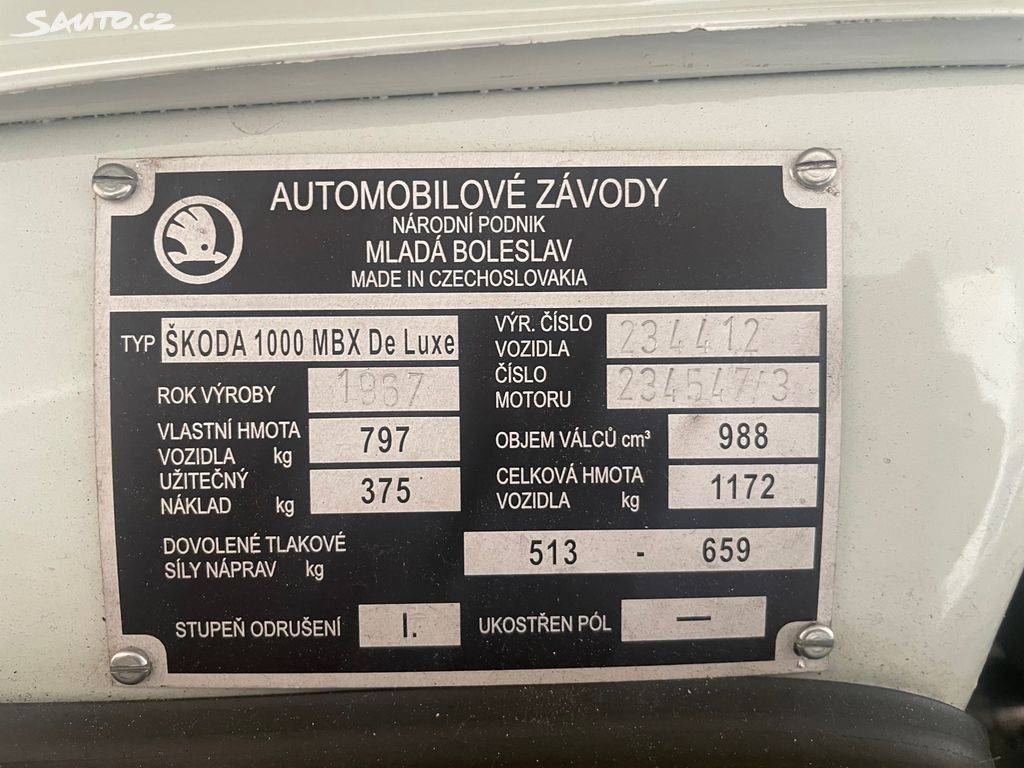 SAUTO.CZ
AUTOMOBILOVÉ ZÁVODY
NÁRODNÍ PODNIK
MLADÁ BOLESLAV
MADE IN CZECHOSLOVAKIA
TYP ŠKODA 1000 MBX De Luxe
ROK VÝROBY 1967
VLASTNÍ HMOTA
VOZIDLA kg 797
UŽITEČNÝ
NÁKLAD kg 375
VÝR. ČÍSLO
VOZIDLA 234412
ČÍSLO
MOTORU 234547/3
OBJEM VÁLCŮ cm³ 988
CELKOVÁ HMOTA
VOZIDLA kg 1172
DOVOLENÉ TLAKOVÉ
SÍLY NÁPRAV kg 513 - 659
STUPEŇ ODRUŠENÍ I. UKOSTŘEN PÓL —